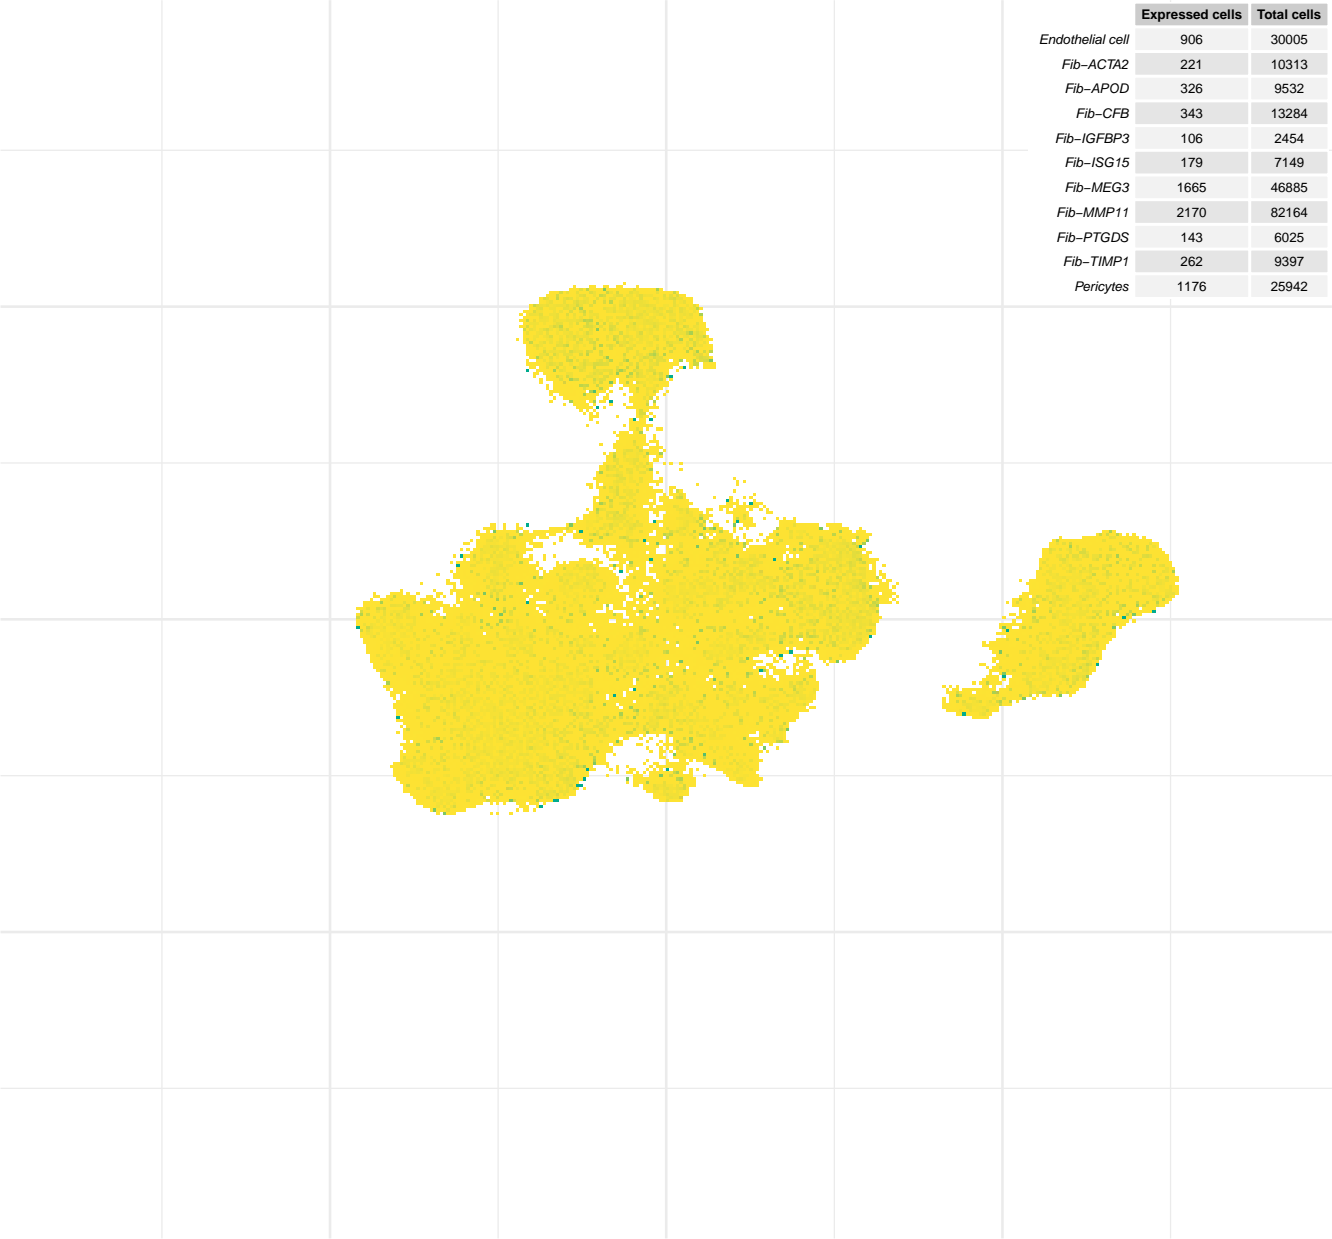 Expressed cells Total cells
Endothelial cell 906 30005
Fib−ACTA2 221 10313
Fib−APOD 326 9532
Fib−CFB 343 13284
Fib−IGFBP3 106 2454
Fib−ISG15 179 7149
Fib−MEG3 1665 46885
Fib−MMP11 2170 82164
Fib−PTGDS 143 6025
Fib−TIMP1 262 9397
Pericytes 1176 25942